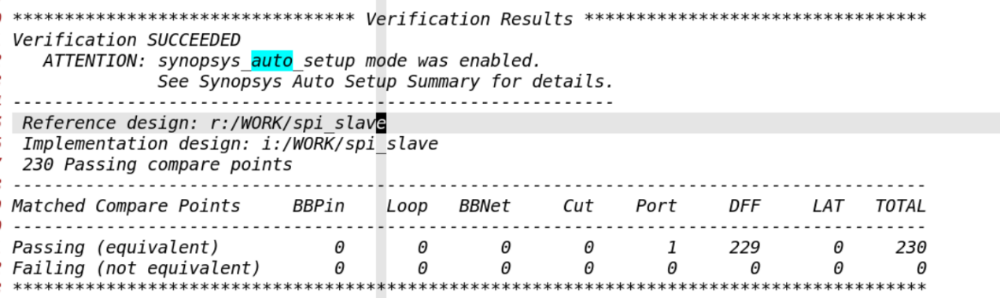 ********************************* Verification Results *********************************
Verification SUCCEEDED
   ATTENTION: synopsys_auto_setup mode was enabled.
              See Synopsys Auto Setup Summary for details.
----------------------------------------------------------
 Reference design: r:/WORK/spi_slave
 Implementation design: i:/WORK/spi_slave
 230 Passing compare points
----------------------------------------------------------------------------------------
Matched Compare Points     BBPin    Loop   BBNet     Cut    Port     DFF     LAT   TOTAL
----------------------------------------------------------------------------------------
Passing (equivalent)           0       0       0       0       1     229       0     230
Failing (not equivalent)       0       0       0       0       0       0       0       0
****************************************************************************************